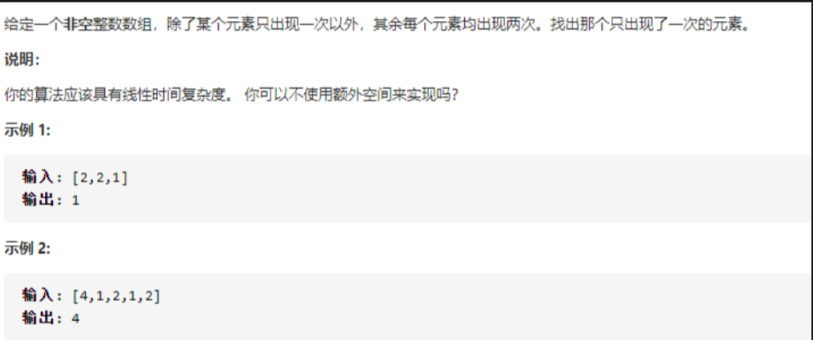 给定一个非空整数数组，除了某个元素只出现一次以外，其余每个元素均出现两次。找出那个只出现了一次的元素。
说明：
你的算法应该具有线性时间复杂度。 你可以不使用额外空间来实现吗？
示例 1:
输入: [2,2,1]
输出: 1
示例 2:
输入: [4,1,2,1,2]
输出: 4